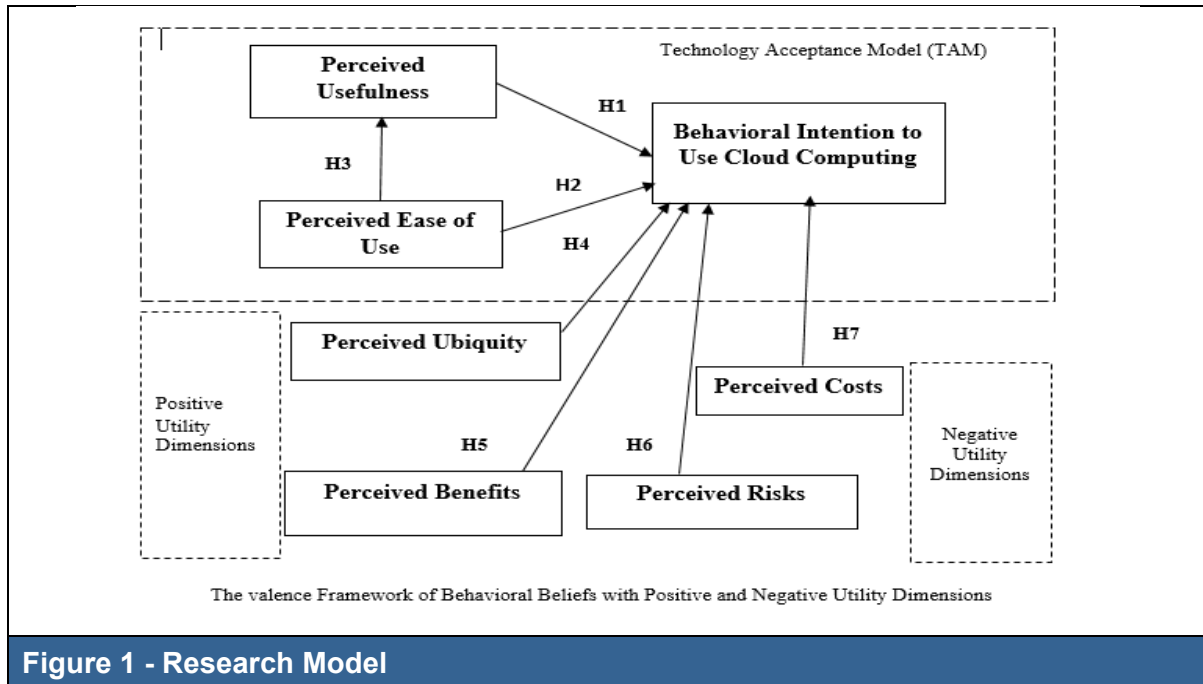 Technology Acceptance Model (TAM)
Perceived
Usefulness
H1
Behavioral Intention to
Use Cloud Computing
H3
H2
Perceived Ease of
Use
H4
Perceived Ubiquity
H7
Perceived Costs
Positive
Utility
Dimensions
Negative
Utility
Dimensions
H5
H6
Perceived Benefits
Perceived Risks
The valence Framework of Behavioral Beliefs with Positive and Negative Utility Dimensions
Figure 1 - Research Model